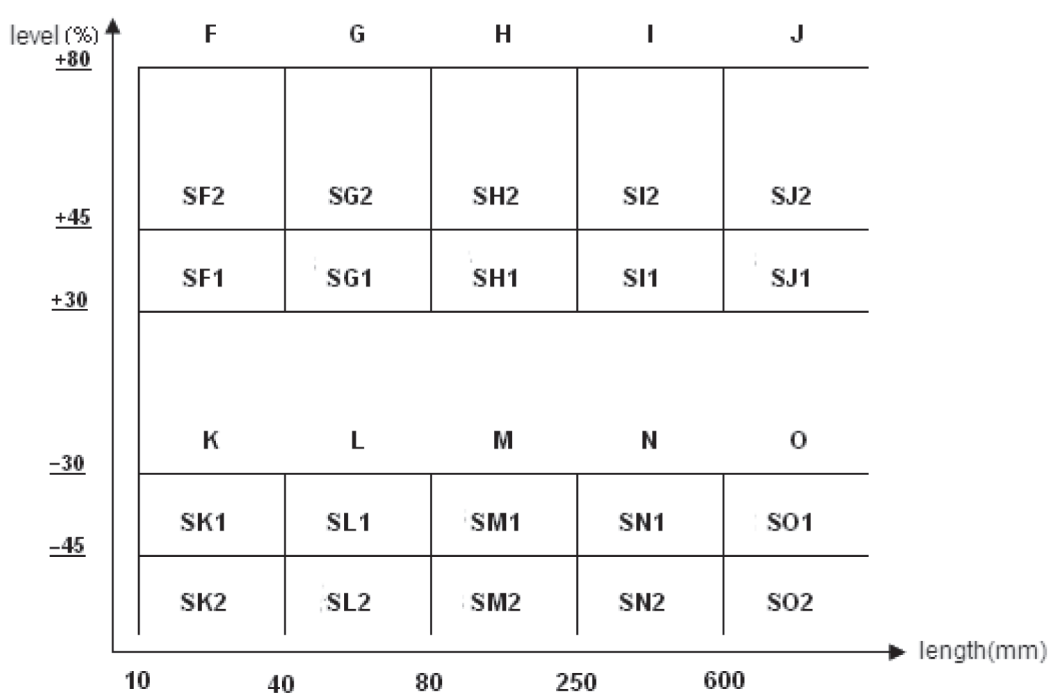 level (%)
F G H I J
+80
SF2 SG2 SH2 SI2 SJ2
+45
SF1 SG1 SH1 SI1 SJ1
+30
K L M N O
−30
SK1 SL1 SM1 SN1 SO1
−45
SK2 SL2 SM2 SN2 SO2
length(mm)
10 40 80 250 600